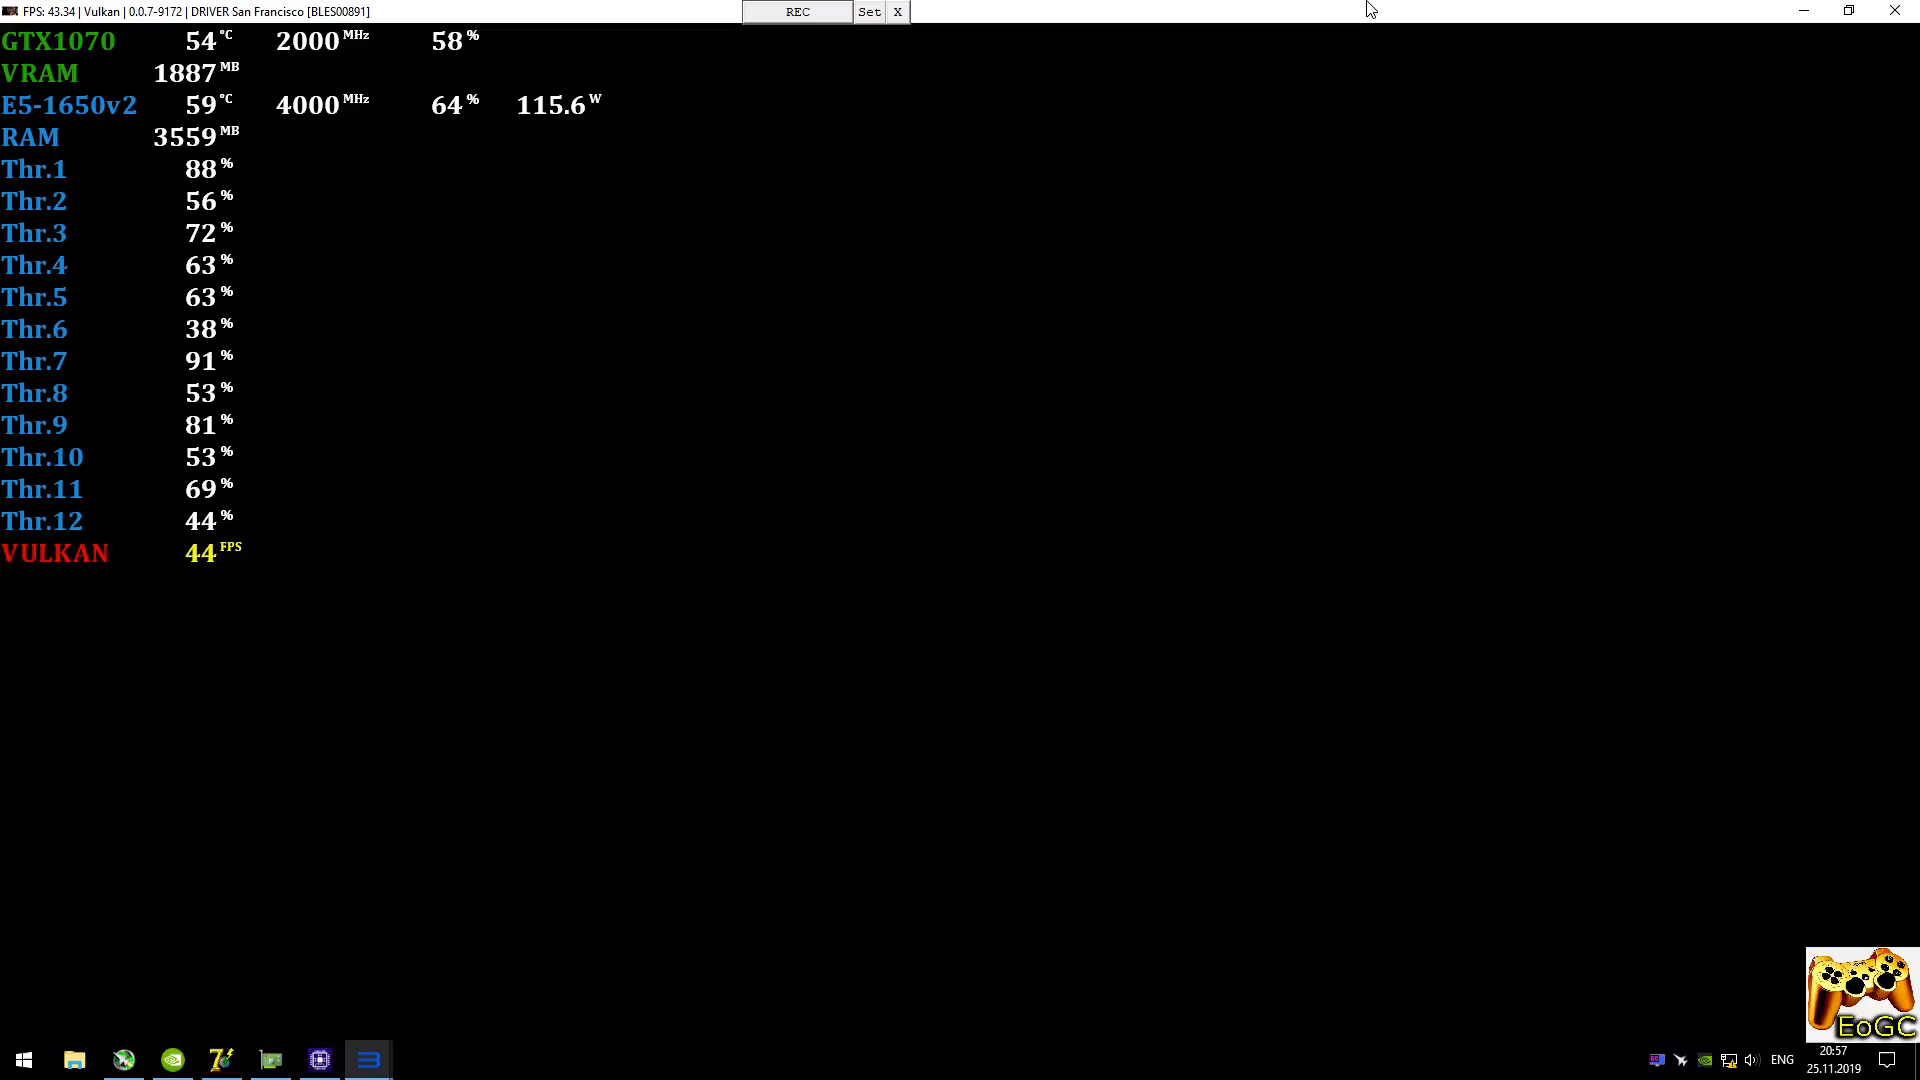 FPS: 43.34 | Vulkan | 0.0.7-9172 | DRIVER San Francisco [BLES00891]
REC Set X
GTX1070 54 °C 2000 MHz 58 %
VRAM 1887 MB
E5-1650v2 59 °C 4000 MHz 64 % 115.6 W
RAM 3559 MB
Thr.1 88 %
Thr.2 56 %
Thr.3 72 %
Thr.4 63 %
Thr.5 63 %
Thr.6 38 %
Thr.7 91 %
Thr.8 53 %
Thr.9 81 %
Thr.10 53 %
Thr.11 69 %
Thr.12 44 %
VULKAN 44 FPS
EoGC
ENG
20:57
25.11.2019